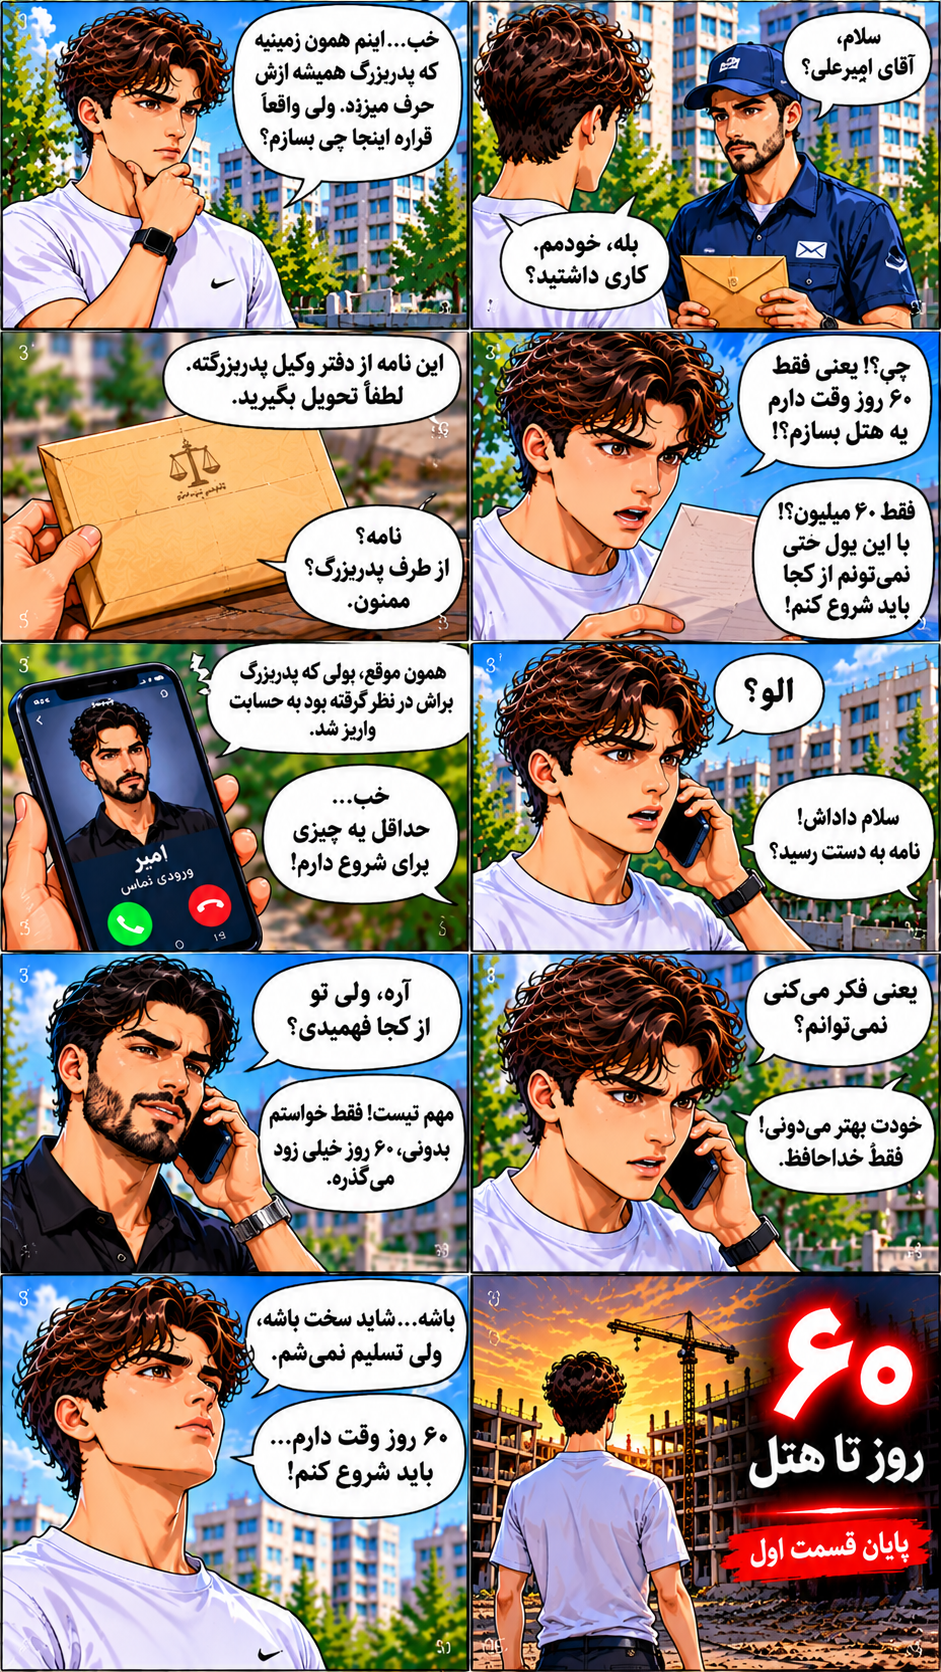 خب...اینم همون زمینیه
که پدربزرگ همیشه ازش
حرف میزند. ولی واقعاً
قراره اینجا چی بسازم؟
سلام،
آقای امیرعلی؟
بله، خودمم.
کاری داشتید؟
این نامه از دفتر وکیل پدربزرگته.
لطفاً تحویل بگیرید.
نامه؟
از طرف پدربزرگ؟
ممنون.
چی؟! یعنی فقط
۶۰ روز وقت دارم
یه هتل بسازم؟!
فقط ۶۰ میلیون؟!
با این پول حتی
نمی‌تونم از کجا
باید شروع کنم!
همون موقع، پولی که پدربزرگ
براش در نظر گرفته بود به حسابت
واریز شد.
خب...
حداقل یه چیزی
برای شروع دارم!
امیر
ورودی تماس
الو؟
سلام داداش!
نامه به دستت رسید؟
آره، ولی تو
از کجا فهمیدی؟
مهم نیست! فقط خواستم
بدونی، ۶۰ روز خیلی زود
می‌گذره.
یعنی فکر می‌کنی
نمی‌توانم؟
خودت بهتر می‌دونی!
فقط خداحافظ.
باشه...شاید سخت باشه،
ولی تسلیم نمی‌شم.
۶۰ روز وقت دارم...
باید شروع کنم!
۶۰
روز تا هتل
پایان قسمت اول